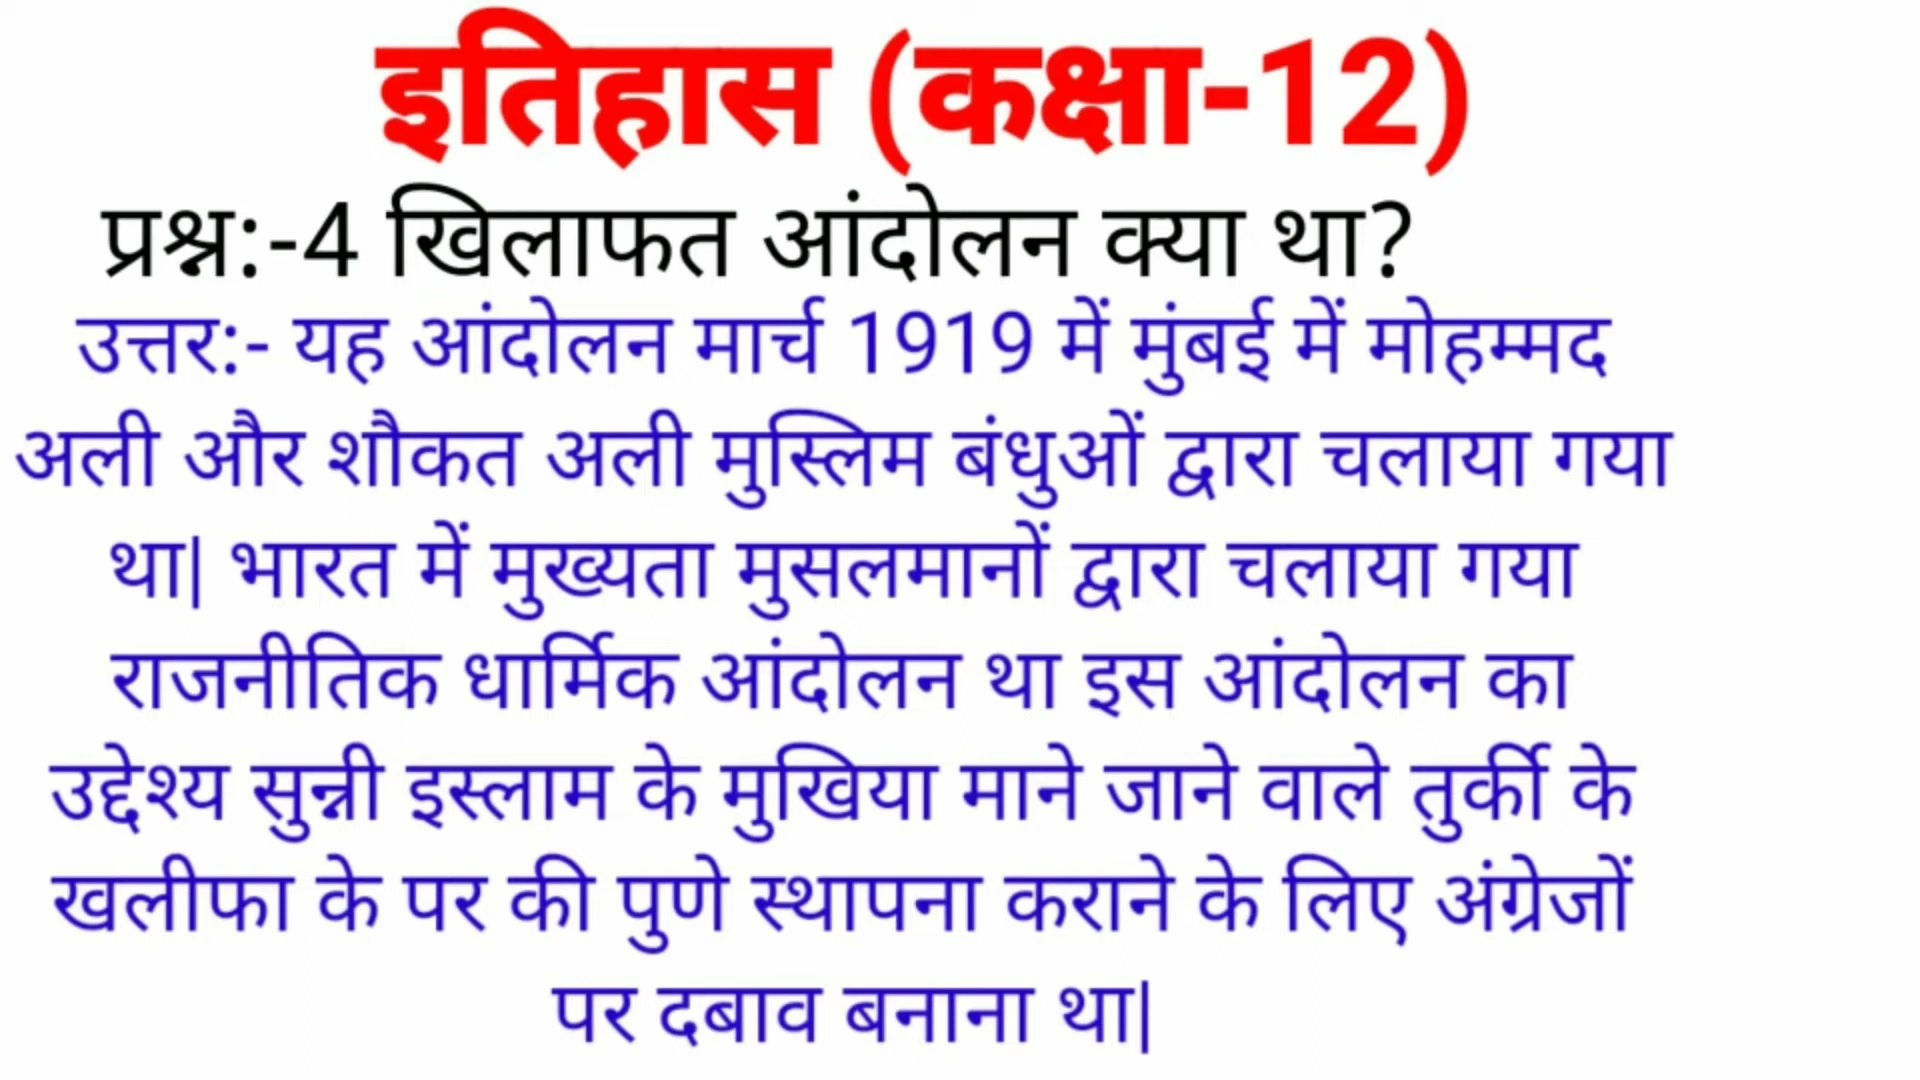 इतिहास (कक्षा-12)
प्रश्न:-4 खिलाफत आंदोलन क्या था?
उत्तर:- यह आंदोलन मार्च 1919 में मुंबई में मोहम्मद
अली और शौकत अली मुस्लिम बंधुओं द्वारा चलाया गया
था| भारत में मुख्यता मुसलमानों द्वारा चलाया गया
राजनीतिक धार्मिक आंदोलन था इस आंदोलन का
उद्देश्य सुन्नी इस्लाम के मुखिया माने जाने वाले तुर्की के
खलीफा के पर की पुणे स्थापना कराने के लिए अंग्रेजों
पर दबाव बनाना था|